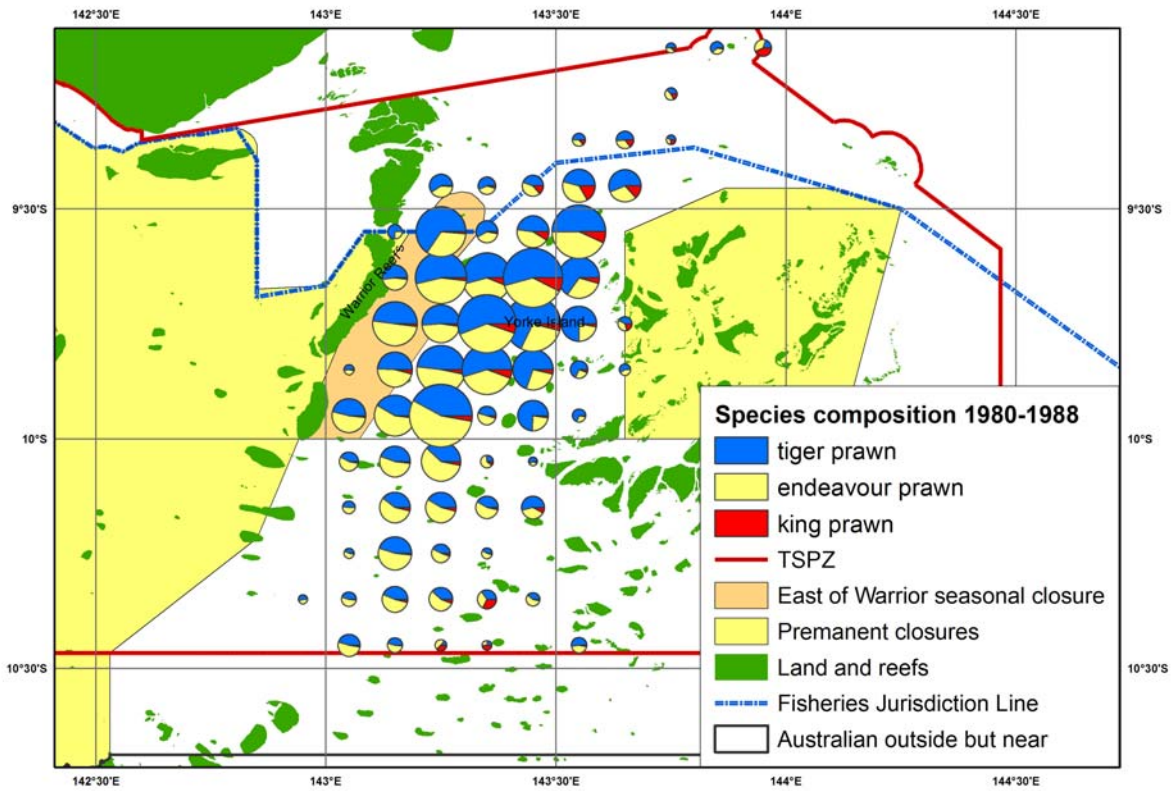 142°30'E 143°E 143°30'E 144°E 144°30'E
9°30'S 9°30'S
Warrior Reefs
Yorke Island
10°S 10°S
10°30'S 10°30'S
Species composition 1980-1988
tiger prawn
endeavour prawn
king prawn
TSPZ
East of Warrior seasonal closure
Premanent closures
Land and reefs
Fisheries Jurisdiction Line
Australian outside but near
142°30'E 143°E 143°30'E 144°E 144°30'E